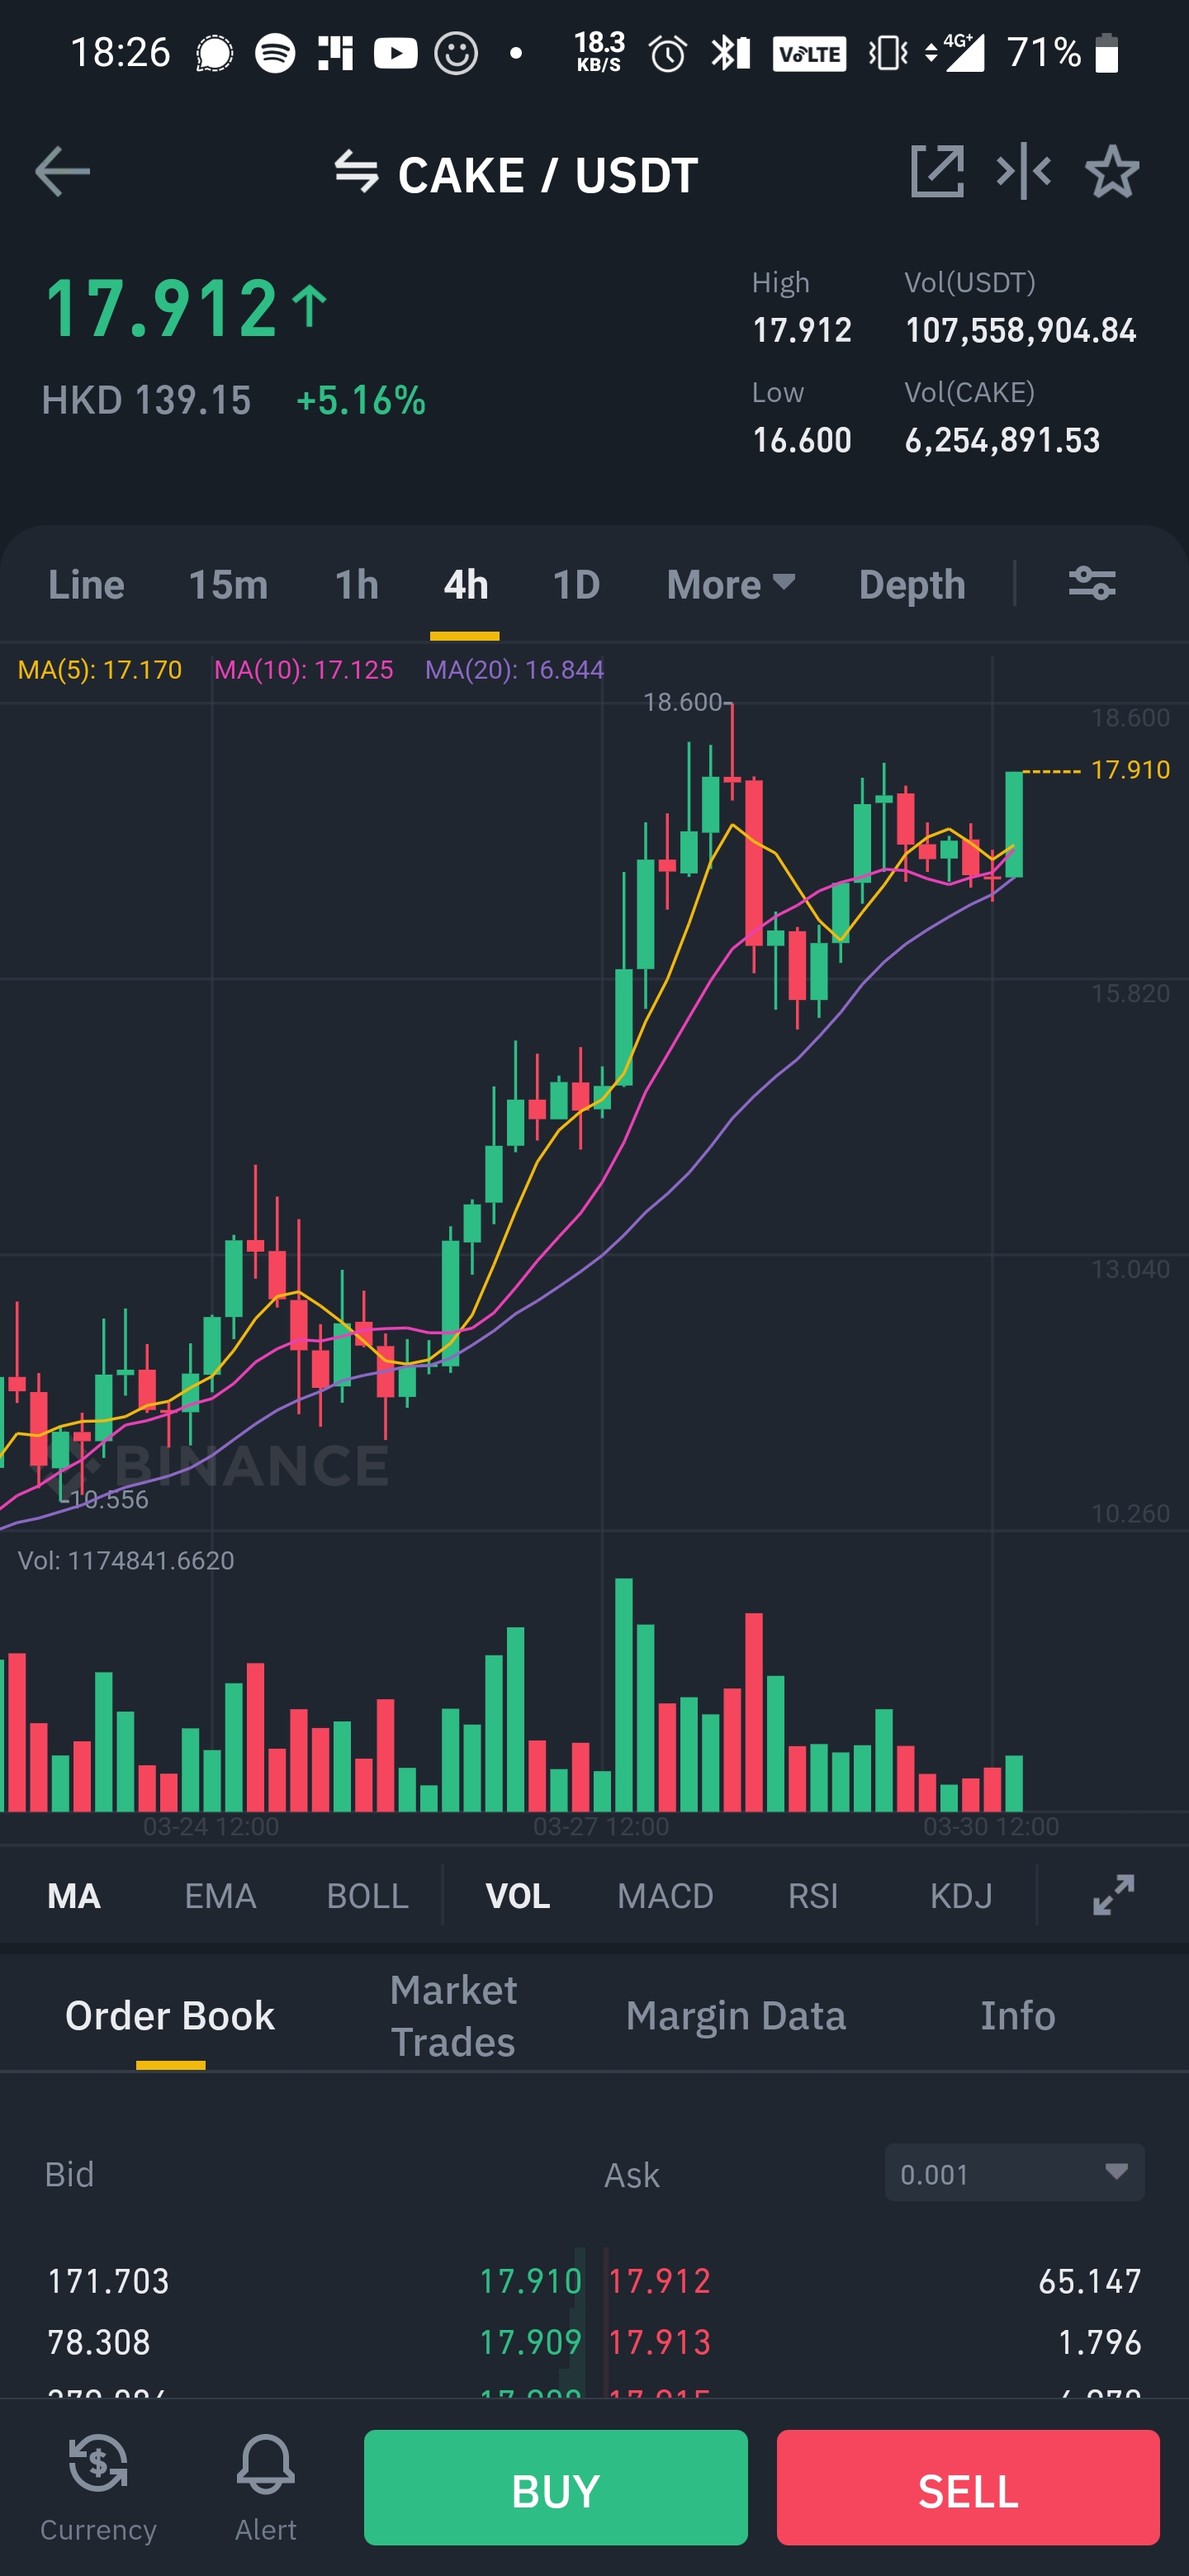 18:26 18.3 KB/S VoLTE 4G+ 71%
CAKE / USDT
17.912↑
HKD 139.15 +5.16%
High Vol(USDT)
17.912 107,558,904.84
Low Vol(CAKE)
16.600 6,254,891.53
Line 15m 1h 4h 1D More Depth
MA(5): 17.170 MA(10): 17.125 MA(20): 16.844
18.600 18.600
17.910
15.820
13.040
BINANCE
10.556 10.260
Vol: 1174841.6620
03-24 12:00 03-27 12:00 03-30 12:00
MA EMA BOLL VOL MACD RSI KDJ
Order Book Market Trades Margin Data Info
Bid Ask 0.001
171.703 17.910 17.912 65.147
78.308 17.909 17.913 1.796
Currency Alert BUY SELL